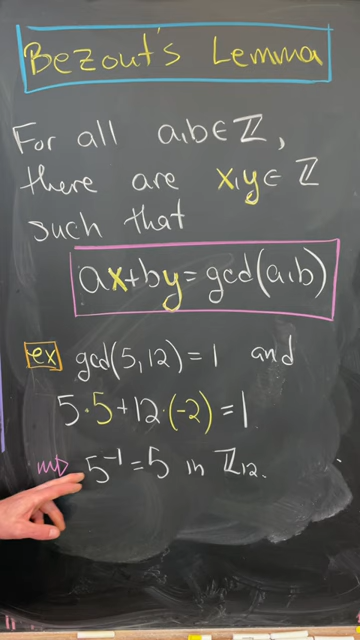 Bezout's Lemma
For all a,b∈ℤ,
there are x,y∈ℤ
such that
ax+by=gcd(a,b)
ex gcd(5,12)=1 and
5·5+12·(-2)=1
⇝ 5⁻¹=5 in ℤ₁₂.